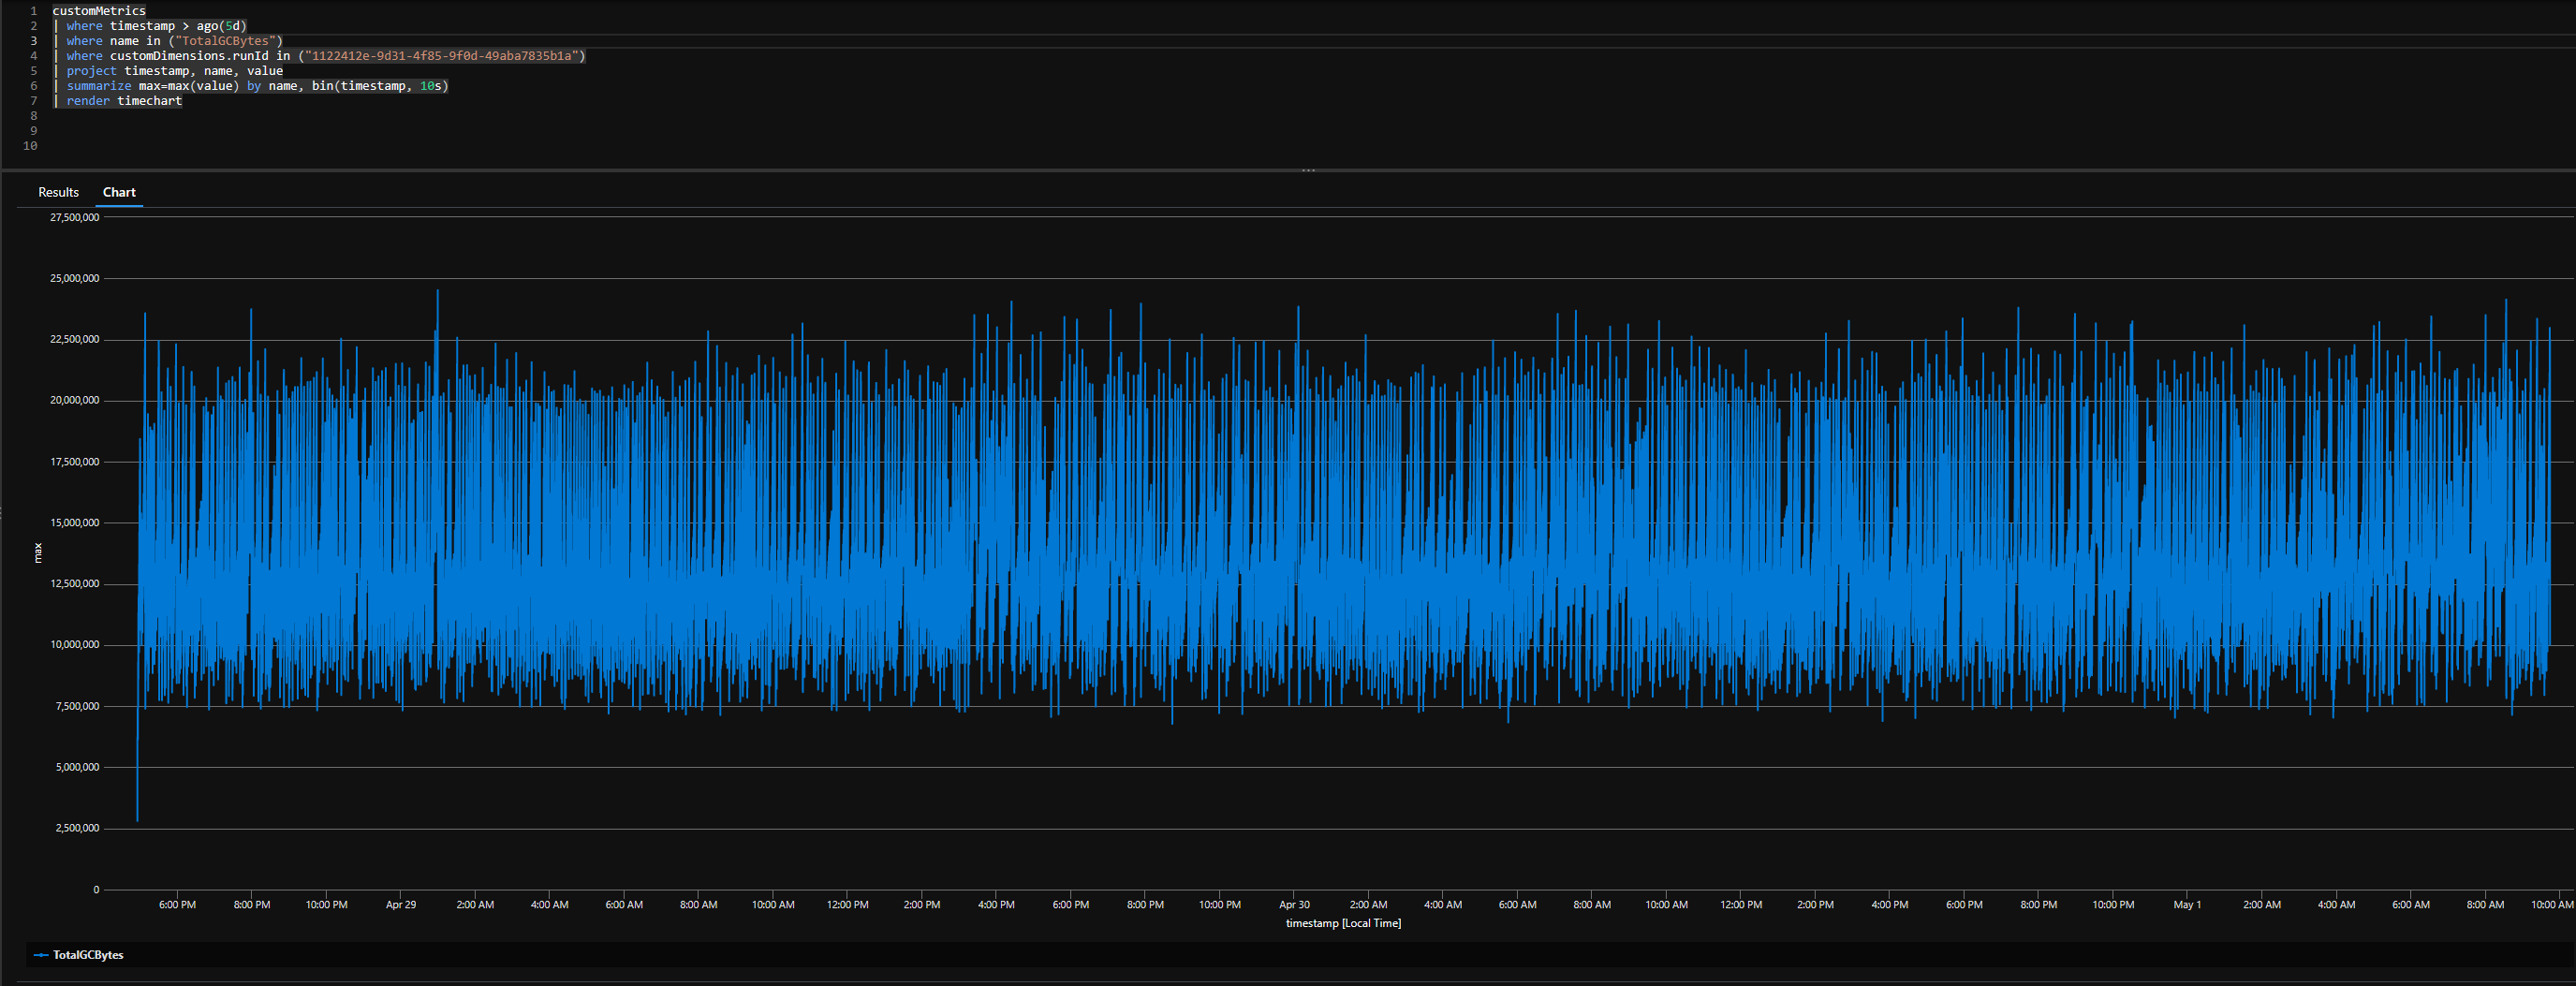 1 customMetrics
2 | where timestamp > ago(5d)
3 | where name in ("TotalGCBytes")
4 | where customDimensions.runId in ("1122412e-9d31-4f85-9f0d-49aba7835b1a")
5 | project timestamp, name, value
6 | summarize max=max(value) by name, bin(timestamp, 10s)
7 | render timechart
8
9
10
Results Chart
27,500,000
25,000,000
22,500,000
20,000,000
17,500,000
15,000,000
max
12,500,000
10,000,000
7,500,000
5,000,000
2,500,000
0
6:00 PM 8:00 PM 10:00 PM Apr 29 2:00 AM 4:00 AM 6:00 AM 8:00 AM 10:00 AM 12:00 PM 2:00 PM 4:00 PM 6:00 PM 8:00 PM 10:00 PM Apr 30 2:00 AM 4:00 AM 6:00 AM 8:00 AM 10:00 AM 12:00 PM 2:00 PM 4:00 PM 6:00 PM 8:00 PM 10:00 PM May 1 2:00 AM 4:00 AM 6:00 AM 8:00 AM 10:00 AM
timestamp [Local Time]
TotalGCBytes